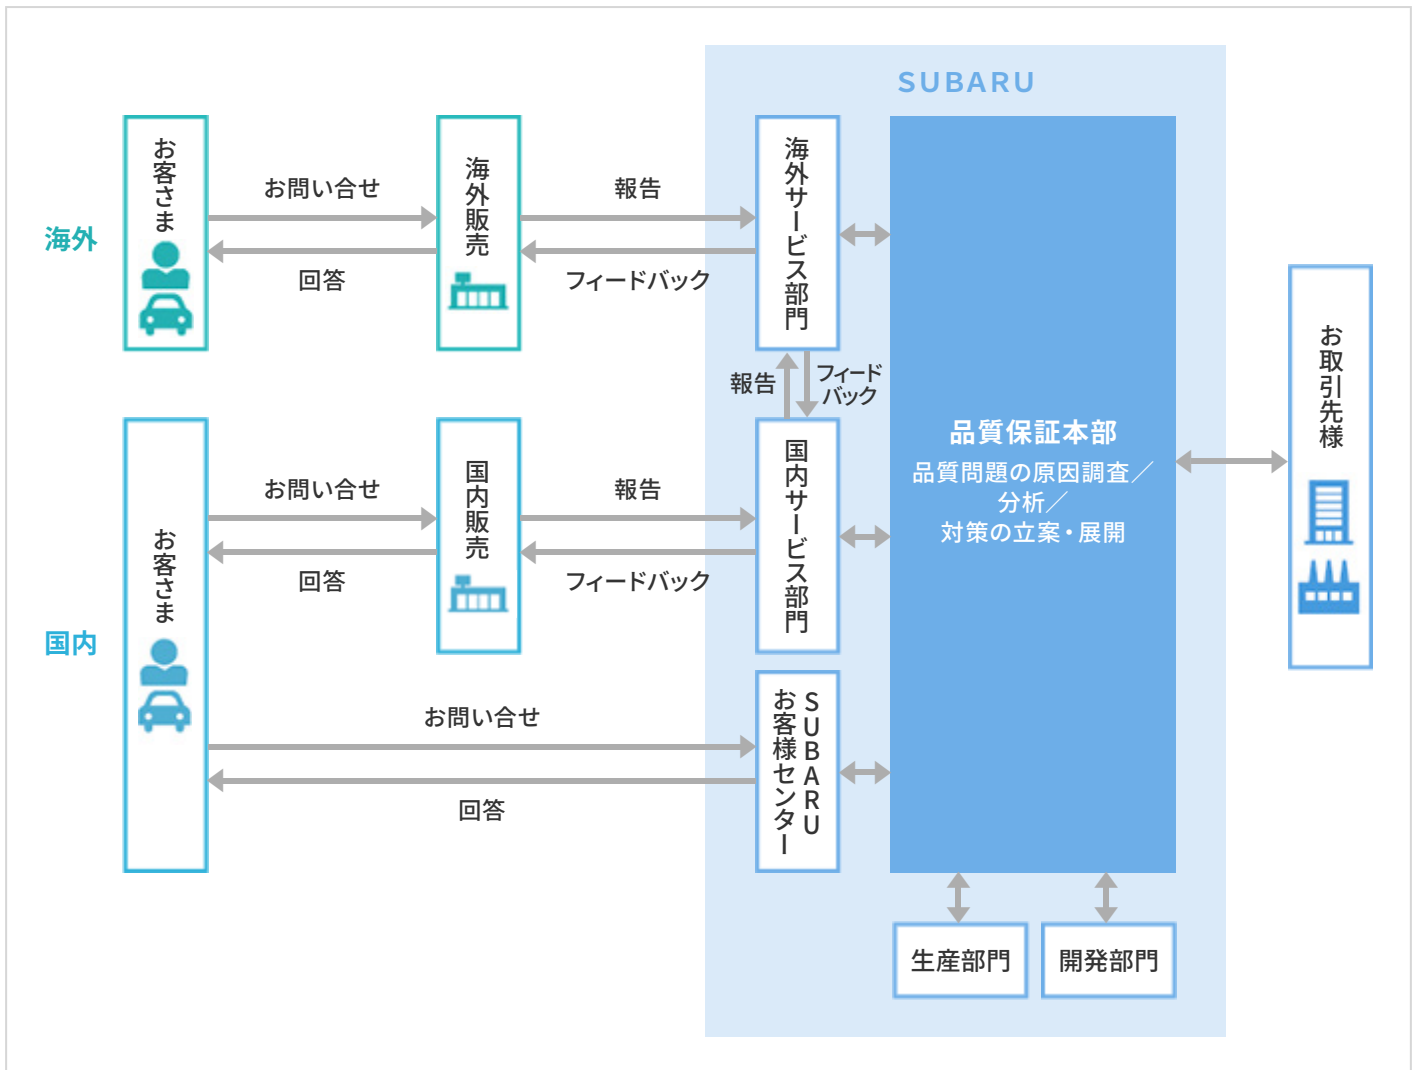 SUBARU
海外
お客さま
お問い合せ
回答
海外販売
報告
フィードバック
海外サービス部門
報告
フィード
バック
国内
お客さま
お問い合せ
回答
国内販売
報告
フィードバック
国内サービス部門
お問い合せ
回答
SUBARU
お客様センター
品質保証本部
品質問題の原因調査／
分析／
対策の立案・展開
お取引先様
生産部門
開発部門